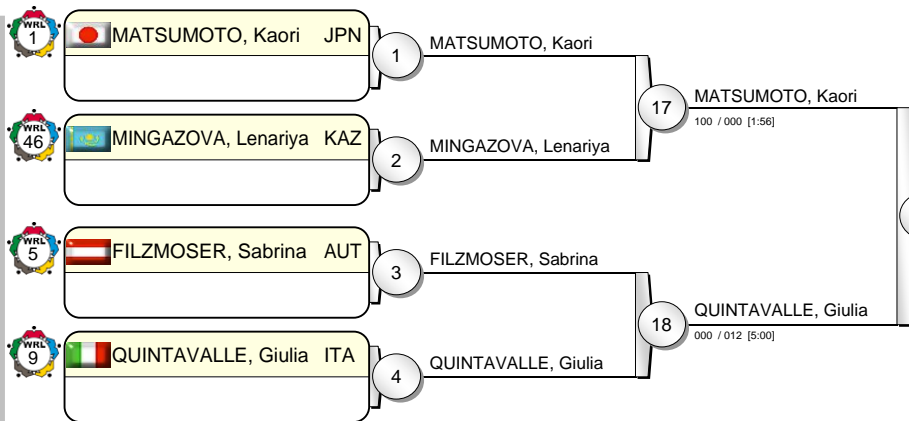 WRL
1
MATSUMOTO, Kaori JPN
1
MATSUMOTO, Kaori
17
MATSUMOTO, Kaori
100 / 000 [1:56]
WRL
46
MINGAZOVA, Lenariya KAZ
2
MINGAZOVA, Lenariya
WRL
5
FILZMOSER, Sabrina AUT
3
FILZMOSER, Sabrina
18
QUINTAVALLE, Giulia
000 / 012 [5:00]
WRL
9
QUINTAVALLE, Giulia ITA
4
QUINTAVALLE, Giulia